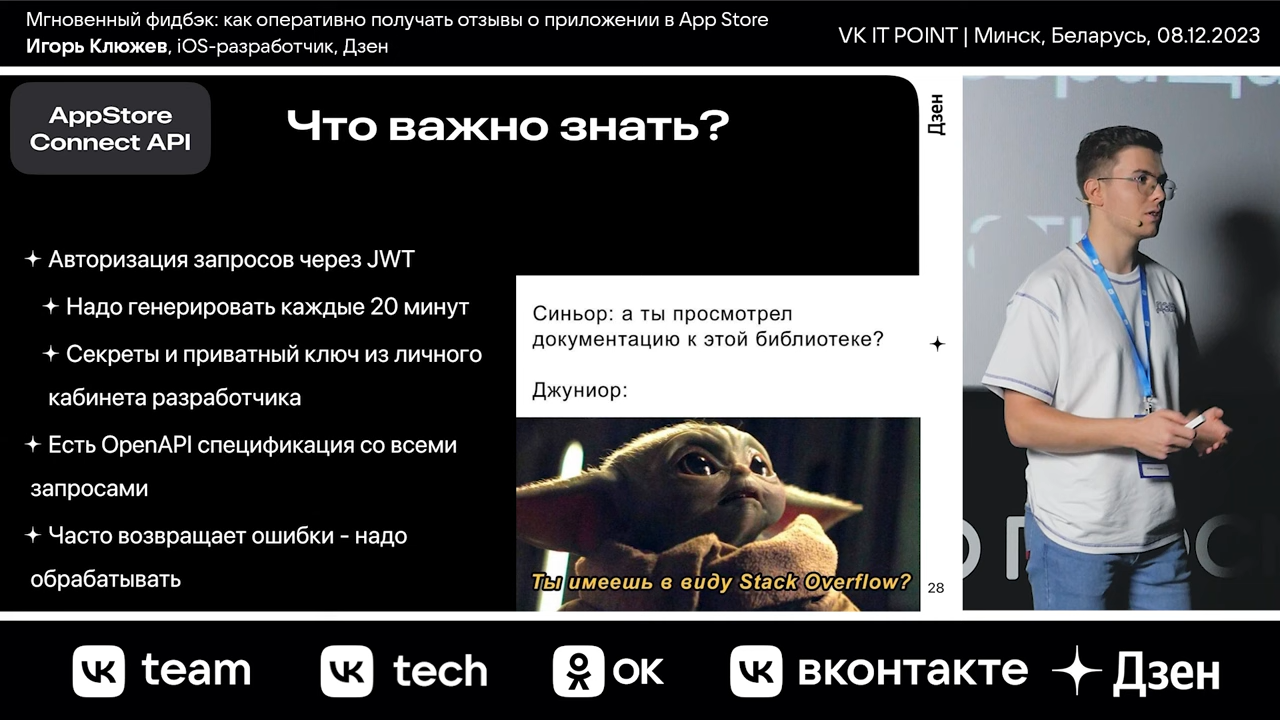 Мгновенный фидбэк: как оперативно получать отзывы о приложении в App Store
Игорь Клюжев, iOS-разработчик, Дзен
VK IT POINT | Минск, Беларусь, 08.12.2023
AppStore
Connect API
Что важно знать?
Дзен
Авторизация запросов через JWT
Надо генерировать каждые 20 минут
Секреты и приватный ключ из личного
кабинета разработчика
Есть OpenAPI спецификация со всеми
запросами
Часто возвращает ошибки - надо
обрабатывать
Синьор: а ты просмотрел
документацию к этой библиотеке?
Джуниор:
Ты имеешь в виду Stack Overflow?
28
team
tech
ок
вконтакте
Дзен